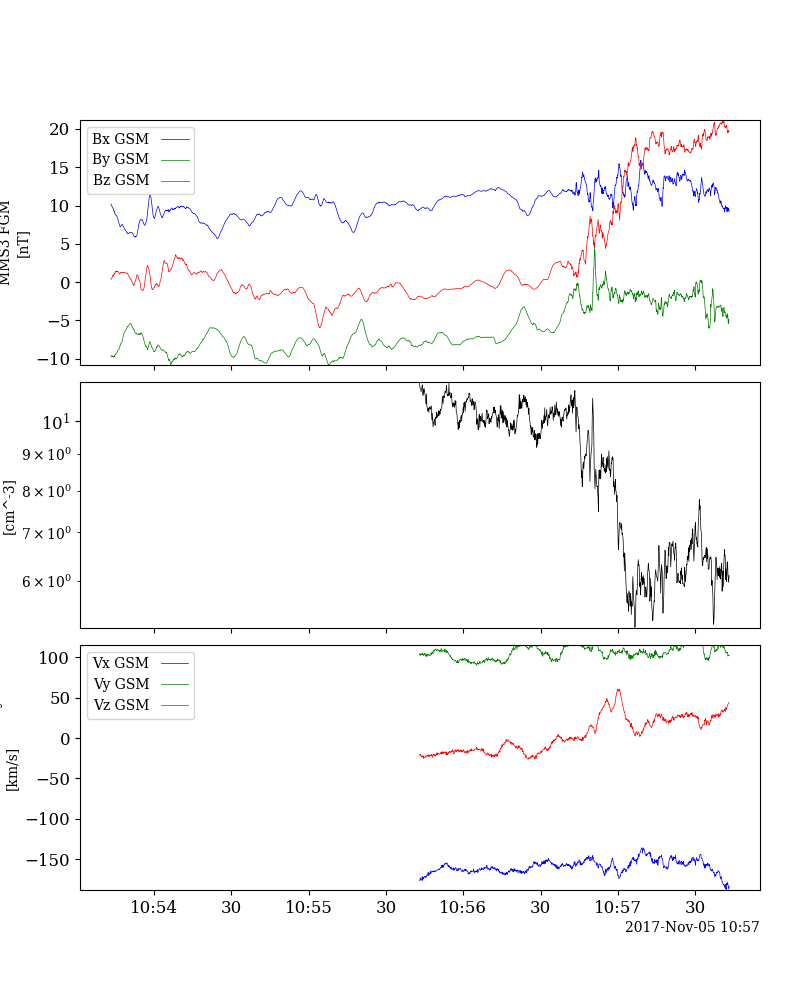 20
15
10
5
0
−5
−10
MMS3 FGM
[nT]
Bx GSM
By GSM
Bz GSM
10¹
9 × 10⁰
8 × 10⁰
7 × 10⁰
6 × 10⁰
[cm^-3]
100
50
0
−50
−100
−150
[km/s]
Vx GSM
Vy GSM
Vz GSM
10:54 30 10:55 30 10:56 30 10:57 30
2017-Nov-05 10:57